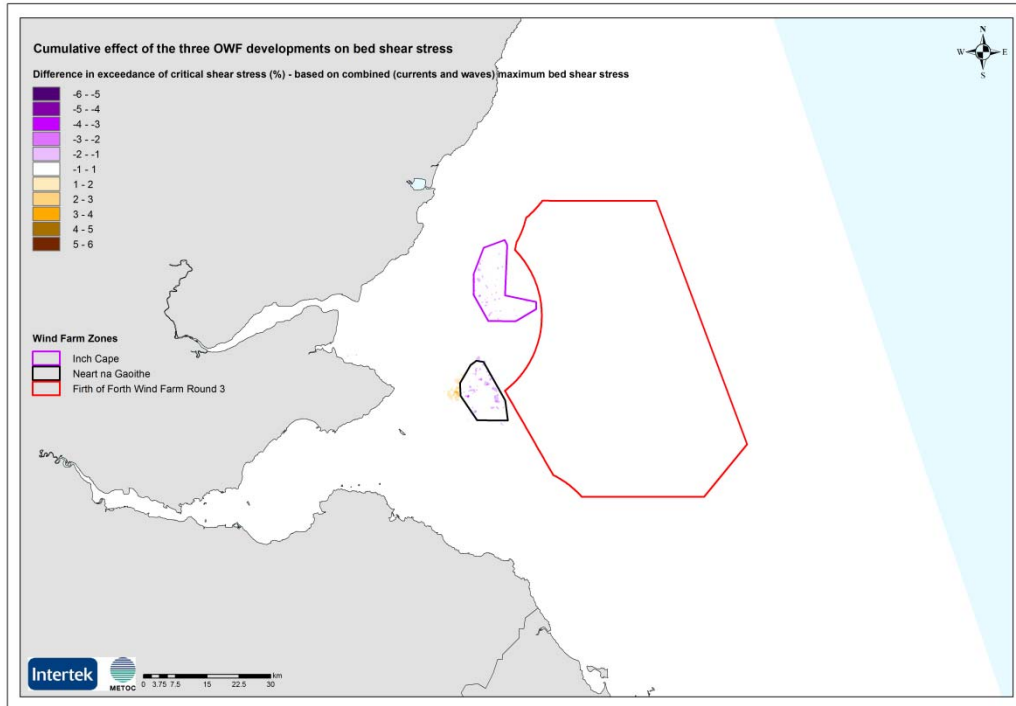 Cumulative effect of the three OWF developments on bed shear stress
Difference in exceedance of critical shear stress (%) - based on combined (currents and waves) maximum bed shear stress
-6 - -5
-5 - -4
-4 - -3
-3 - -2
-2 - -1
-1 - 1
1 - 2
2 - 3
3 - 4
4 - 5
5 - 6
N
W E
S
Wind Farm Zones
Inch Cape
Neart na Gaoithe
Firth of Forth Wind Farm Round 3
Intertek
METOC
km
0 3.75 7.5 15 22.5 30